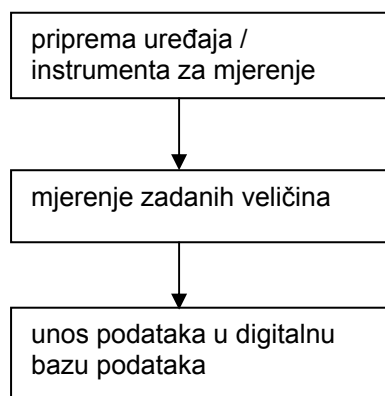 priprema uređaja /
instrumenta za mjerenje
mjerenje zadanih veličina
unos podataka u digitalnu
bazu podataka